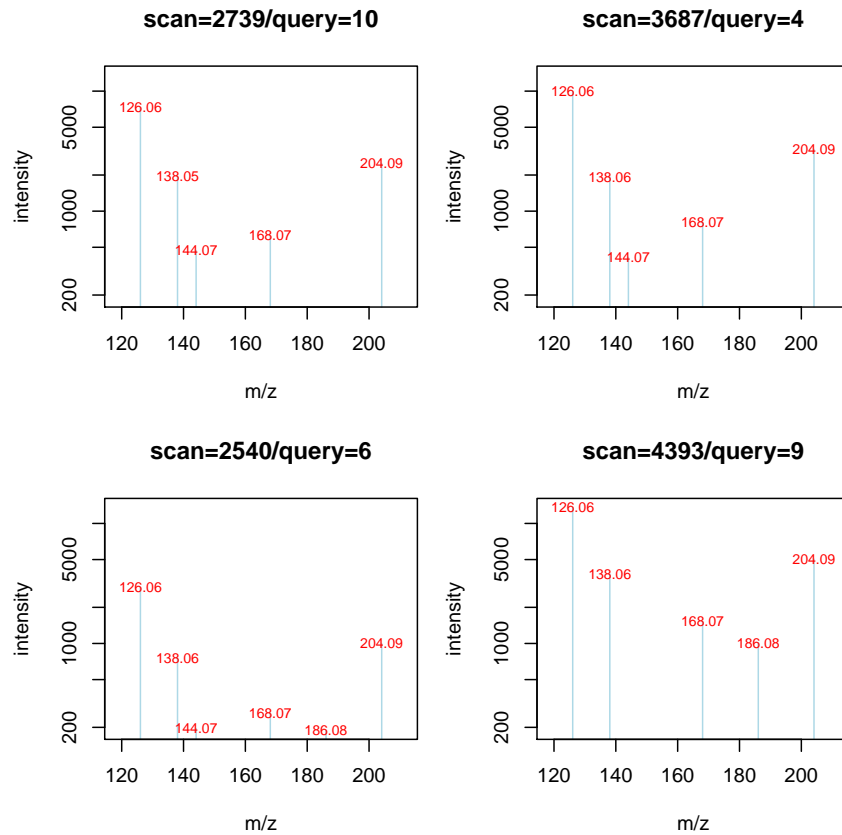 scan=2739/query=10
intensity
5000
1000
200
126.06
138.05
144.07
168.07
204.09
120 140 160 180 200
m/z
scan=3687/query=4
intensity
5000
1000
200
126.06
138.06
144.07
168.07
204.09
120 140 160 180 200
m/z
scan=2540/query=6
intensity
5000
1000
200
126.06
138.06
144.07
168.07
186.08
204.09
120 140 160 180 200
m/z
scan=4393/query=9
intensity
5000
1000
200
126.06
138.06
168.07
186.08
204.09
120 140 160 180 200
m/z